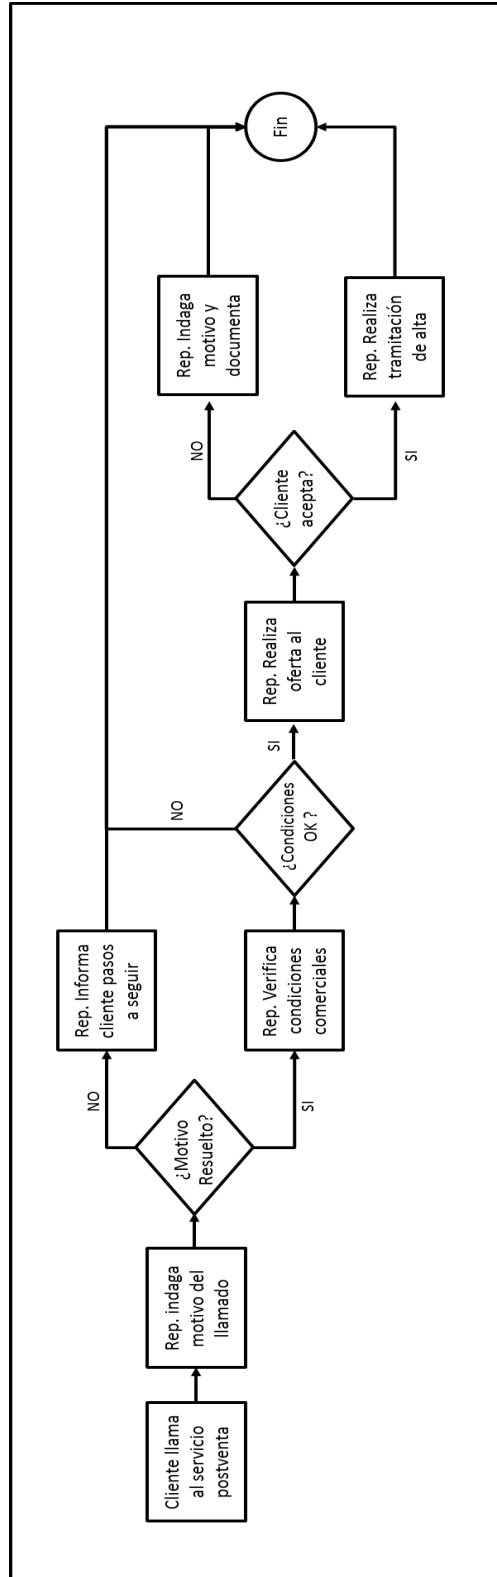 Cliente llama
al servicio
postventa
Rep. indaga
motivo del
llamado
¿Motivo
Resuelto?
NO
SI
Rep. Informa
cliente pasos
a seguir
Rep. Verifica
condiciones
comerciales
¿Condiciones
OK ?
NO
SI
Rep. Realiza
oferta al
cliente
¿Cliente
acepta?
NO
SI
Rep. Indaga
motivo y
documenta
Rep. Realiza
tramitación
de alta
Fin